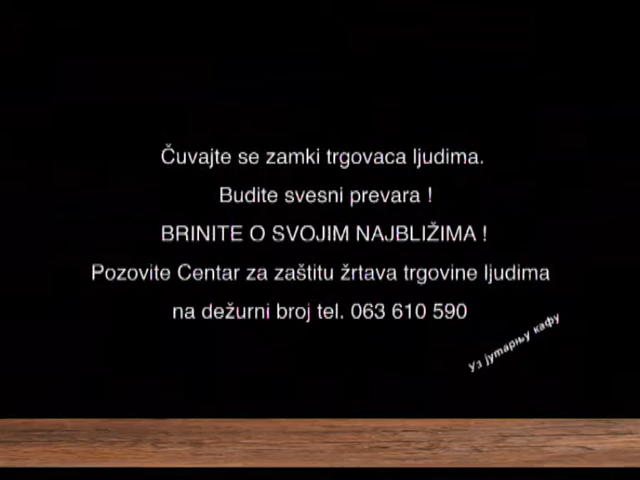 Čuvajte se zamki trgovaca ljudima.
Budite svesni prevara !
BRINITE O SVOJIM NAJBLIŽIMA !
Pozovite Centar za zaštitu žrtava trgovine ljudima
na dežurni broj tel. 063 610 590
Уз јутарњу кафу